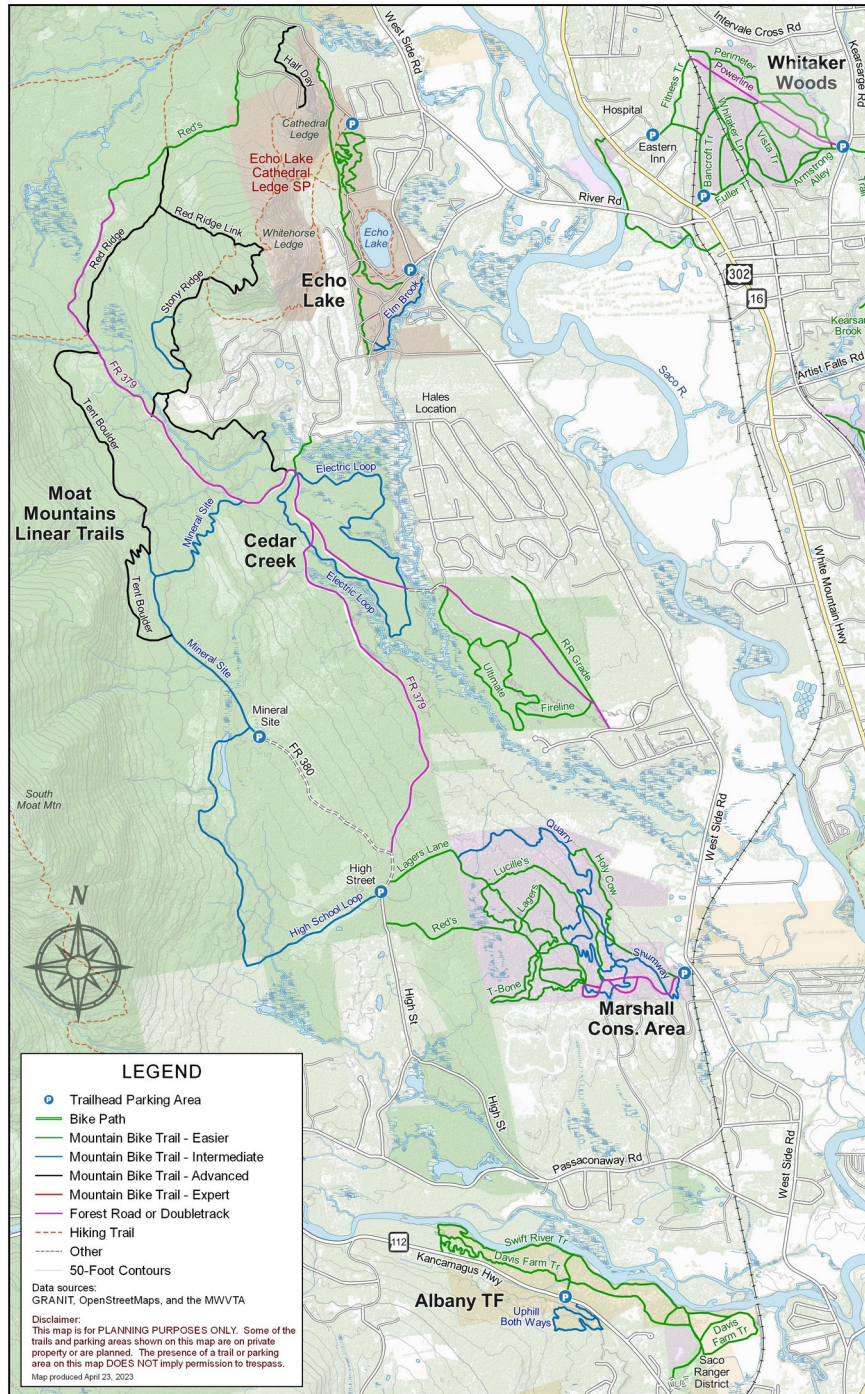 Intervale Cross Rd
West Side Rd
Kearsarge Rd
Whitaker
Woods
Perimeter
Powerline
Fitness Tr
Half Day
Hospital
Cathedral
Ledge
Red's
Eastern
Inn
Whitaker Ln
Vista Tr
Bancroft Tr
Armstrong
Alley
Fuller Tr
Echo Lake
Cathedral
Ledge SP
River Rd
Red Ridge Link
Whitehorse
Ledge
Echo
Lake
Red Ridge
Echo
Lake
302
16
Stony Ridge
Elm Brook
Kearsarge
Brook
Saco R.
Artist Falls Rd
FR 379
Hales
Location
Tent Boulder
Electric Loop
Moat
Mountains
Linear Trails
Mineral Site
Cedar
Creek
White Mountain Hwy
Tent Boulder
Electric Loop
Mineral Site
RR Grade
Ultimate
Fireline
FR 379
Mineral
Site
FR 380
South
Moat Mtn
West Side Rd
Quarry
Lagers Lane
Lucille's
Holy Cow
High
Street
Lagers
High School Loop
Red's
Shumway
N
T-Bone
Marshall
Cons. Area
High St
High St
Passaconaway Rd
West Side Rd
Swift River Tr
112
Davis Farm Tr
Kancamagus Hwy
Albany TF
Uphill
Both Ways
Davis
Farm Tr
Saco
Ranger
District
LEGEND
P Trailhead Parking Area
Bike Path
Mountain Bike Trail - Easier
Mountain Bike Trail - Intermediate
Mountain Bike Trail - Advanced
Mountain Bike Trail - Expert
Forest Road or Doubletrack
Hiking Trail
Other
50-Foot Contours
Data sources:
GRANIT, OpenStreetMaps, and the MWVTA
Disclaimer:
This map is for PLANNING PURPOSES ONLY. Some of the
trails and parking areas shown on this map are on private
property or are planned. The presence of a trail or parking
area on this map DOES NOT imply permission to trespass.
Map produced April 23, 2023